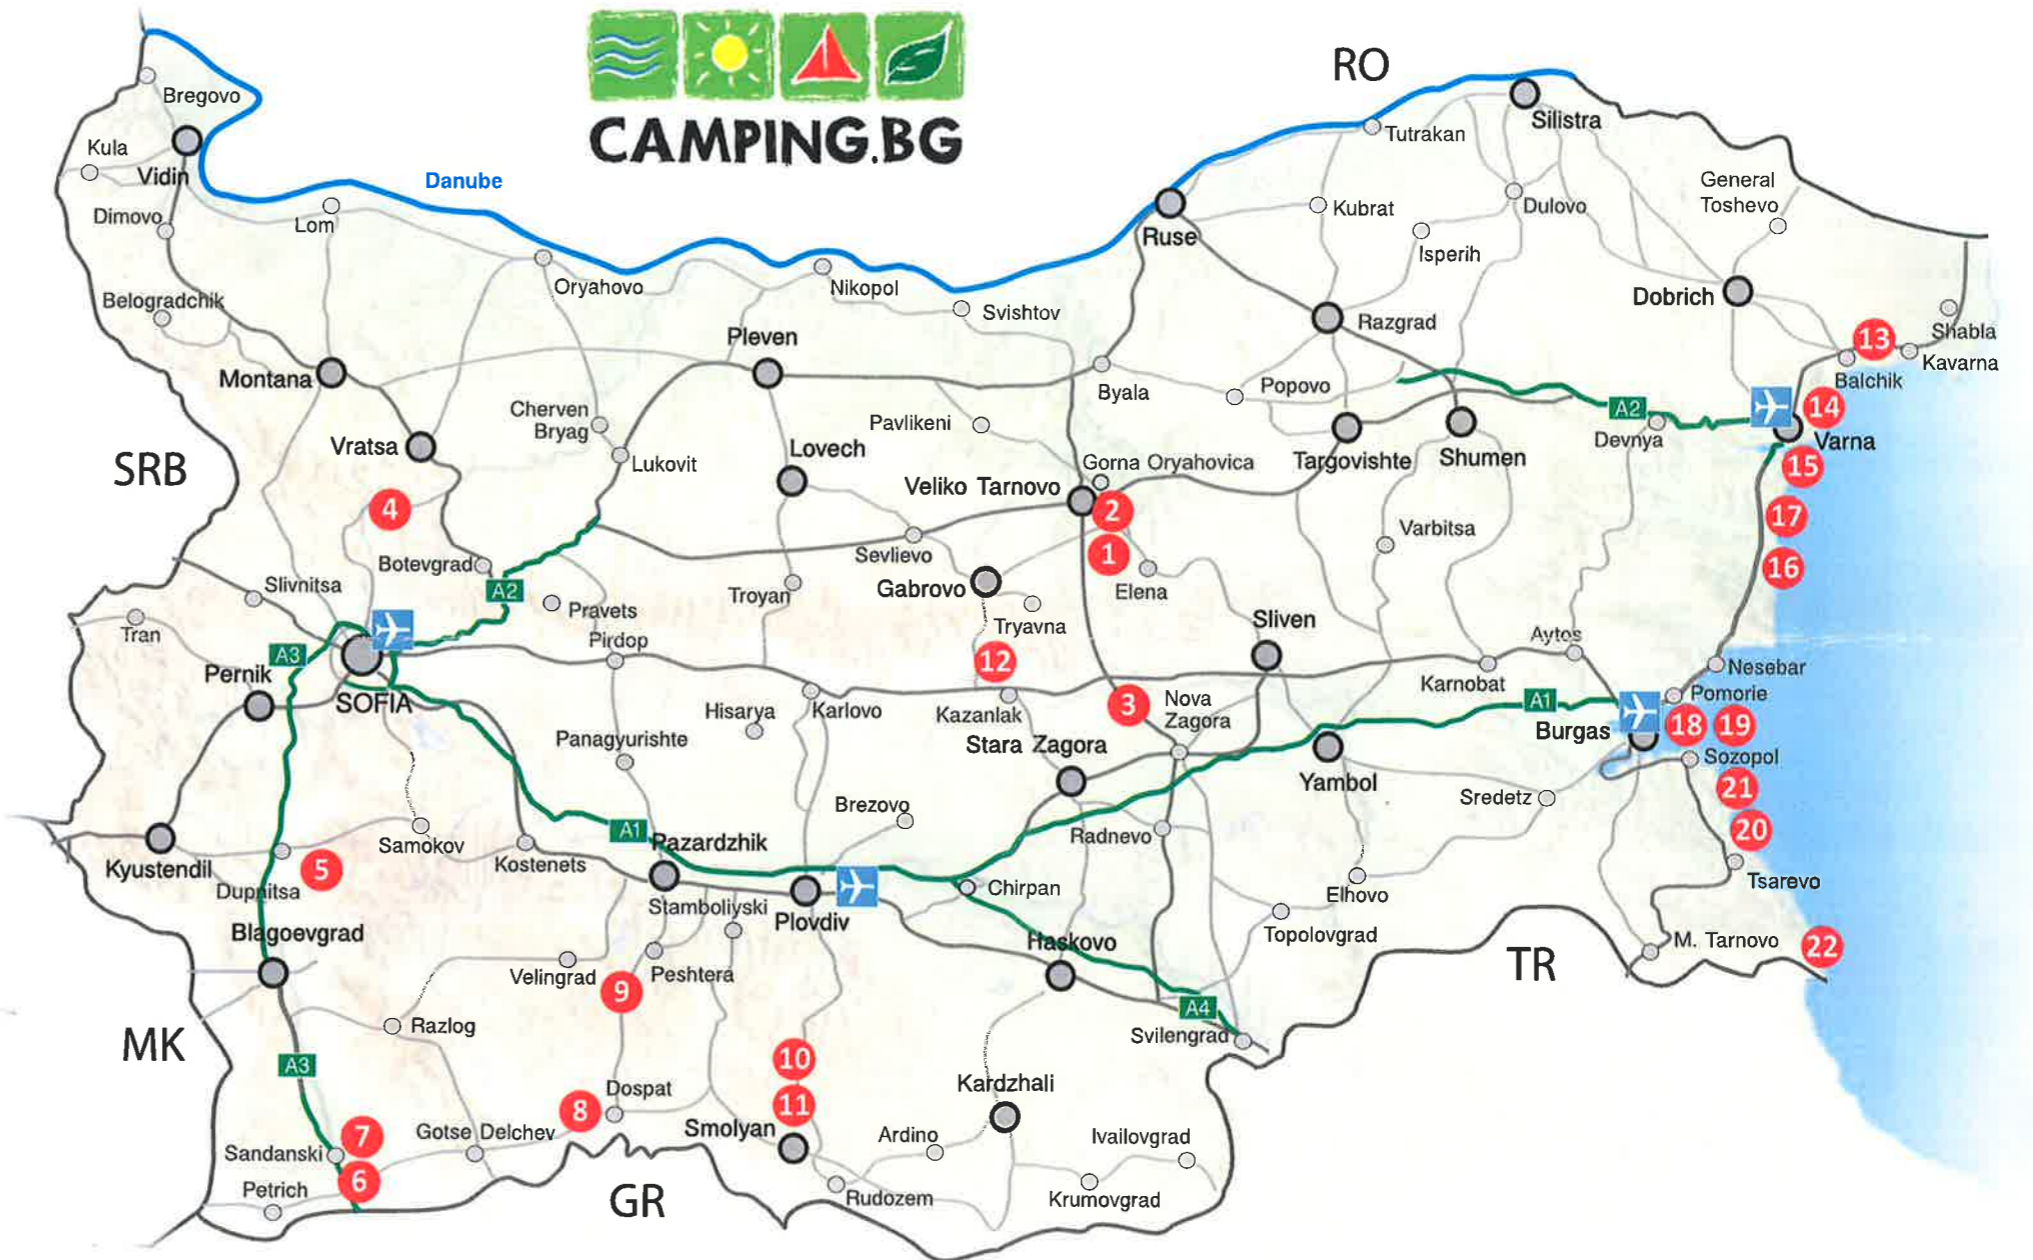 CAMPING.BG
RO
Bregovo
Silistra
Tutrakan
Kula
Vidin
Danube
General
Toshevo
Dimovo
Lom
Kubrat
Dulovo
Ruse
Isperih
Oryahovo
Nikopol
Belogradchik
Svishtov
Dobrich
Razgrad
Pleven
13
Shabla
Kavarna
Montana
Byala
Popovo
Balchik
Cherven
Bryag
Pavlikeni
A2
14
Devnya
Varna
Vratsa
Lovech
Lukovit
Gorna Oryahovica
Targovishte
Shumen
15
SRB
Veliko Tarnovo
4
2
17
Varbitsa
Sevlievo
1
16
Botevgrad
Slivnitsa
A2
Troyan
Gabrovo
Elena
Pravets
Tran
Tryavna
Sliven
Aytos
Pirdop
A3
12
Nesebar
Pernik
Karnobat
SOFIA
Hisarya
Karlovo
Kazanlak
3
Nova
Zagora
A1
Pomorie
18
19
Burgas
Panagyurishte
Stara Zagora
Sozopol
Yambol
21
Sredetz
Brezovo
A1
Radnevo
20
Pazardzhik
Samokov
Kostenets
Kyustendil
5
Dupnitsa
Chirpan
Tsarevo
Elhovo
Stamboliyski
Plovdiv
Blagoevgrad
Topolovgrad
Haskovo
M. Tarnovo
22
TR
Velingrad
Peshtera
9
A4
Razlog
Svilengrad
MK
10
A3
Kardzhali
Dospat
8
11
Smolyan
Gotse Delchev
7
Ardino
Ivailovgrad
Sandanski
6
Petrich
GR
Rudozem
Krumovgrad